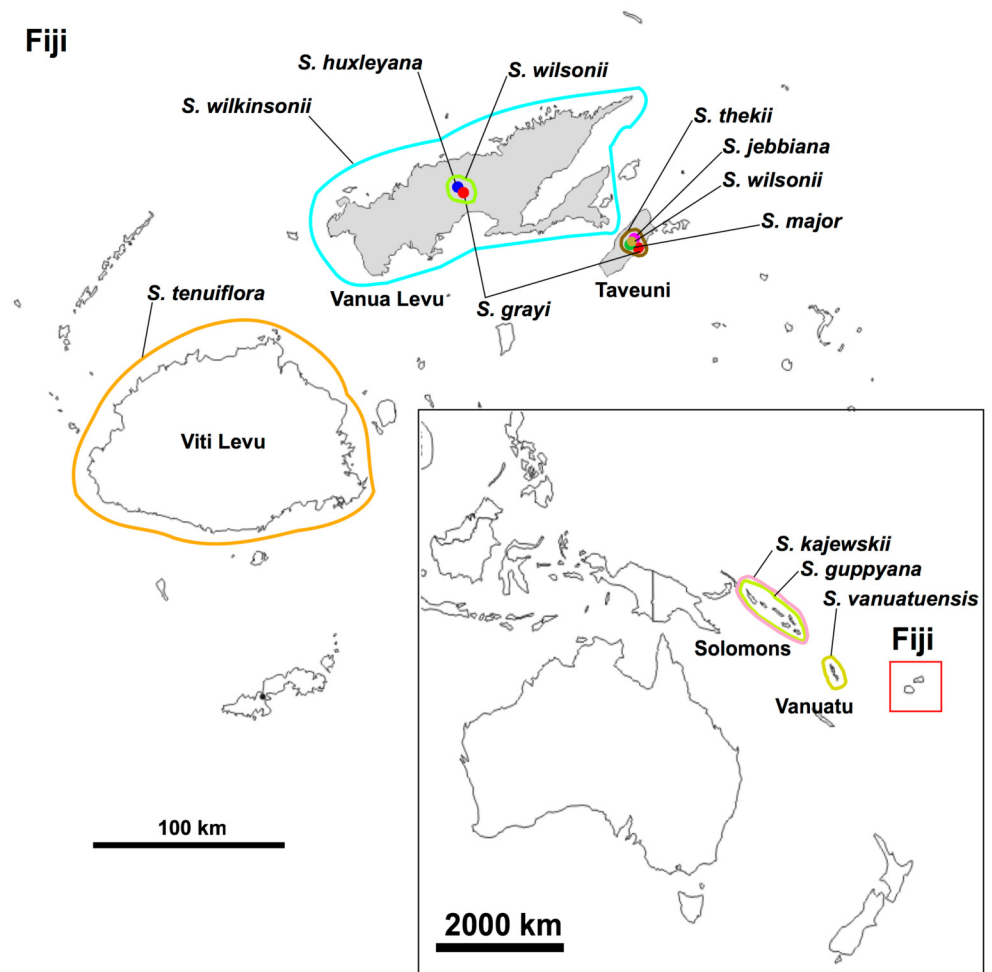 Fiji
S. huxleyana
S. wilsonii
S. wilkinsonii
S. thekii
S. jebbiana
S. wilsonii
S. major
Vanua Levu
S. grayi
Taveuni
S. tenuiflora
Viti Levu
S. kajewskii
S. guppyana
S. vanuatuensis
Fiji
Solomons
Vanuatu
100 km
2000 km